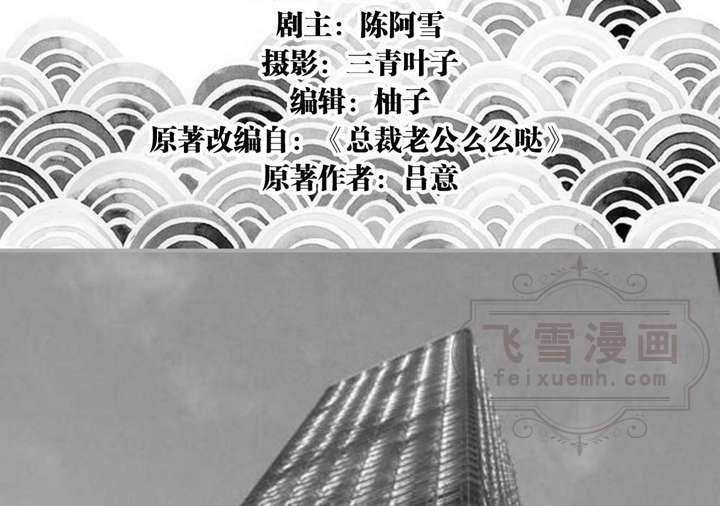 剧主：陈阿雪
摄影：三青叶子
编辑：柚子
原著改编自：《总裁老公么么哒》
原著作者：吕意
飞雪漫画
feixuemh.com